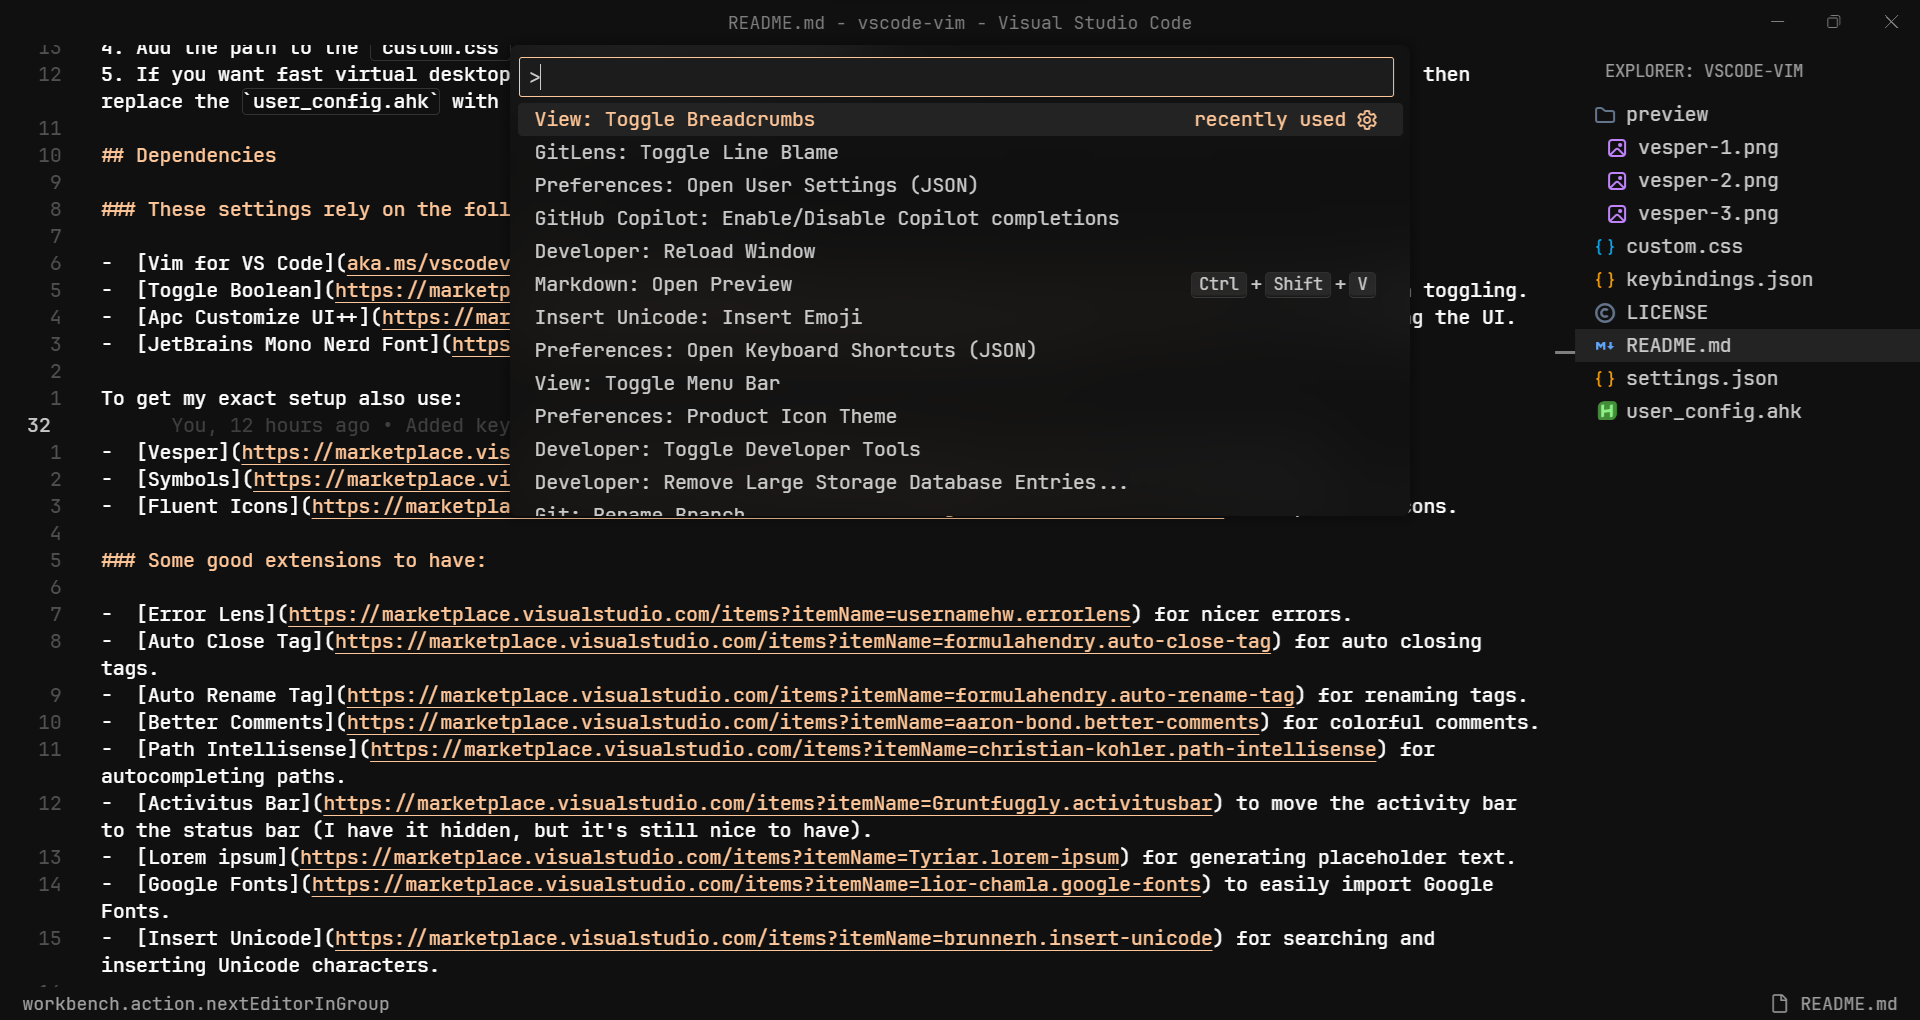 README.md - vscode-vim - Visual Studio Code
13 4. Add the path to the `custom.css
12 5. If you want fast virtual desktop then
replace the `user_config.ahk` with
11
10 ## Dependencies
9
8 ### These settings rely on the foll
7
6 - [Vim for VS Code](aka.ms/vscodev
5 - [Toggle Boolean](https://marketp toggling.
4 - [Apc Customize UI++](https://mar g the UI.
3 - [JetBrains Mono Nerd Font](https
2
1 To get my exact setup also use:
32 You, 12 hours ago • Added key
1 - [Vesper](https://marketplace.vis
2 - [Symbols](https://marketplace.vi
3 - [Fluent Icons](https://marketpla cons.
4
5 ### Some good extensions to have:
6
7 - [Error Lens](https://marketplace.visualstudio.com/items?itemName=usernamehw.errorlens) for nicer errors.
8 - [Auto Close Tag](https://marketplace.visualstudio.com/items?itemName=formulahendry.auto-close-tag) for auto closing
tags.
9 - [Auto Rename Tag](https://marketplace.visualstudio.com/items?itemName=formulahendry.auto-rename-tag) for renaming tags.
10 - [Better Comments](https://marketplace.visualstudio.com/items?itemName=aaron-bond.better-comments) for colorful comments.
11 - [Path Intellisense](https://marketplace.visualstudio.com/items?itemName=christian-kohler.path-intellisense) for
autocompleting paths.
12 - [Activitus Bar](https://marketplace.visualstudio.com/items?itemName=Gruntfuggly.activitusbar) to move the activity bar
to the status bar (I have it hidden, but it's still nice to have).
13 - [Lorem ipsum](https://marketplace.visualstudio.com/items?itemName=Tyriar.lorem-ipsum) for generating placeholder text.
14 - [Google Fonts](https://marketplace.visualstudio.com/items?itemName=lior-chamla.google-fonts) to easily import Google
Fonts.
15 - [Insert Unicode](https://marketplace.visualstudio.com/items?itemName=brunnerh.insert-unicode) for searching and
inserting Unicode characters.
>
View: Toggle Breadcrumbs recently used
GitLens: Toggle Line Blame
Preferences: Open User Settings (JSON)
GitHub Copilot: Enable/Disable Copilot completions
Developer: Reload Window
Markdown: Open Preview Ctrl + Shift + V
Insert Unicode: Insert Emoji
Preferences: Open Keyboard Shortcuts (JSON)
View: Toggle Menu Bar
Preferences: Product Icon Theme
Developer: Toggle Developer Tools
Developer: Remove Large Storage Database Entries...
Git: Rename Branch
EXPLORER: VSCODE-VIM
preview
vesper-1.png
vesper-2.png
vesper-3.png
custom.css
keybindings.json
LICENSE
README.md
settings.json
user_config.ahk
workbench.action.nextEditorInGroup
README.md